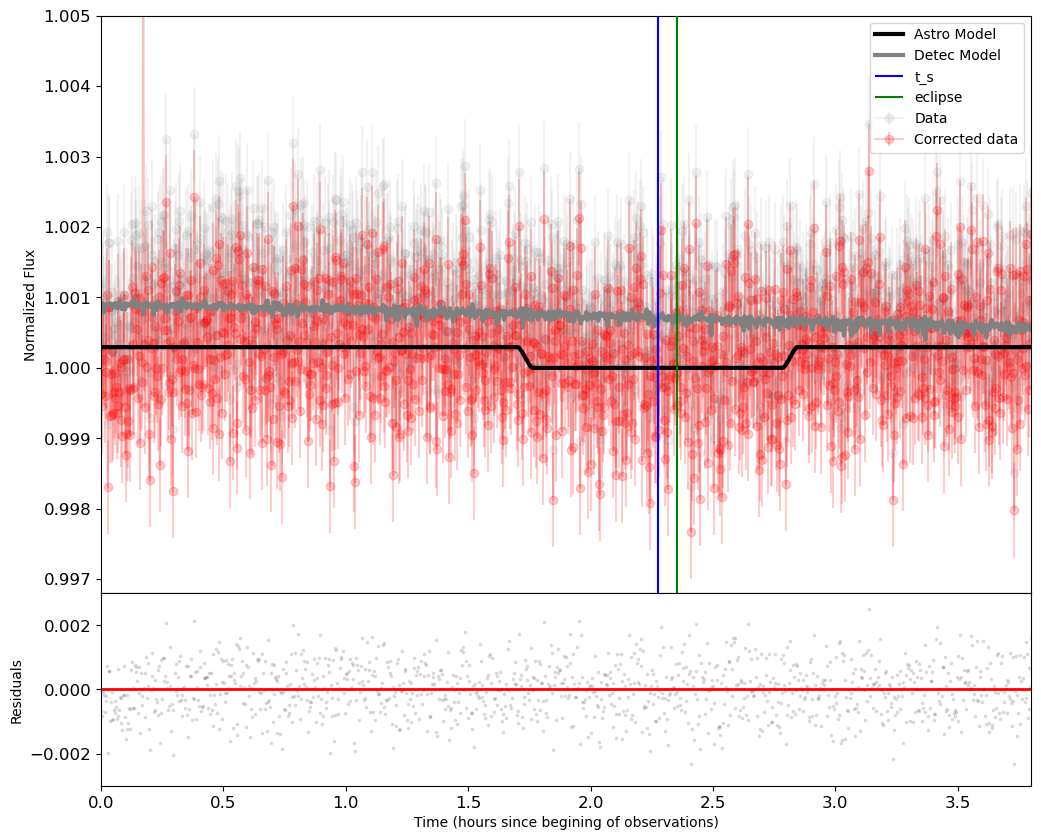 1.005
1.004
1.003
1.002
1.001
1.000
0.999
0.998
0.997
Normalized Flux
Astro Model
Detec Model
t_s
eclipse
Data
Corrected data
0.002
0.000
−0.002
Residuals
0.0 0.5 1.0 1.5 2.0 2.5 3.0 3.5
Time (hours since begining of observations)